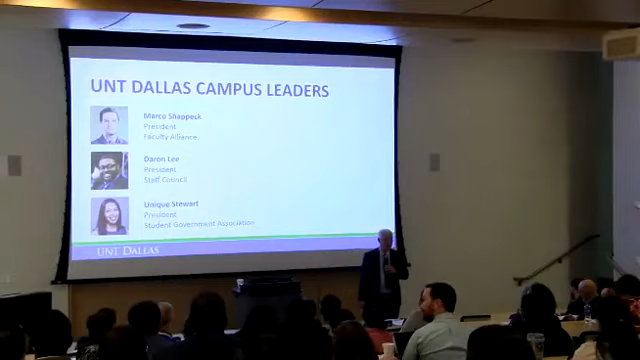 UNT DALLAS CAMPUS LEADERS
Marco Shappeck
President
Faculty Alliance
Daron Lee
President
Staff Council
Unique Stewart
President
Student Government Association
UNT DALLAS